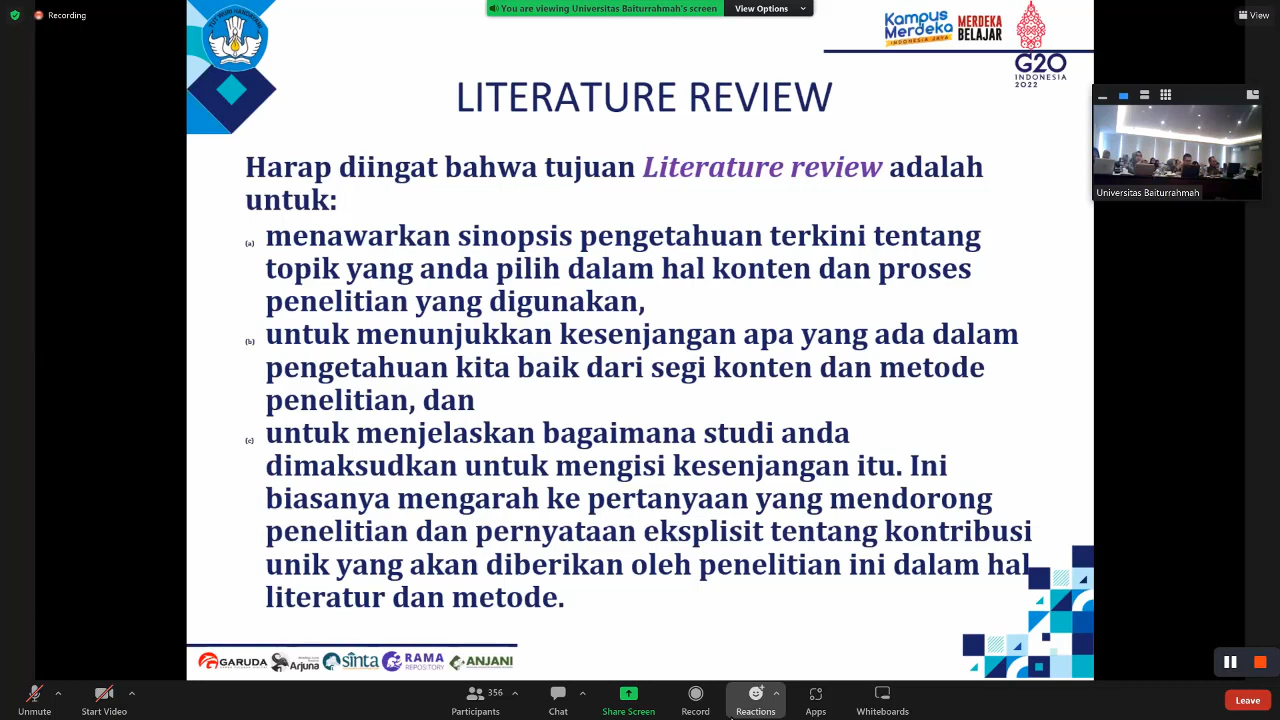 Recording
You are viewing Universitas Baiturrahmah's screen
View Options
View
TUT WURI HANDAYANI
Kampus
Merdeka
INDONESIA JAYA
MERDEKA
BELAJAR
G20
INDONESIA
2022
LITERATURE REVIEW
Harap diingat bahwa tujuan Literature review adalah
untuk:
(a) menawarkan sinopsis pengetahuan terkini tentang
topik yang anda pilih dalam hal konten dan proses
penelitian yang digunakan,
(b) untuk menunjukkan kesenjangan apa yang ada dalam
pengetahuan kita baik dari segi konten dan metode
penelitian, dan
(c) untuk menjelaskan bagaimana studi anda
dimaksudkan untuk mengisi kesenjangan itu. Ini
biasanya mengarah ke pertanyaan yang mendorong
penelitian dan pernyataan eksplisit tentang kontribusi
unik yang akan diberikan oleh penelitian ini dalam hal
literatur dan metode.
Universitas Baiturrahmah
GARUDA
Arjuna
sinta
RAMA
REPOSITORY
ANJANI
Unmute
Start Video
356
Participants
Chat
Share Screen
Record
Reactions
Apps
Whiteboards
Leave